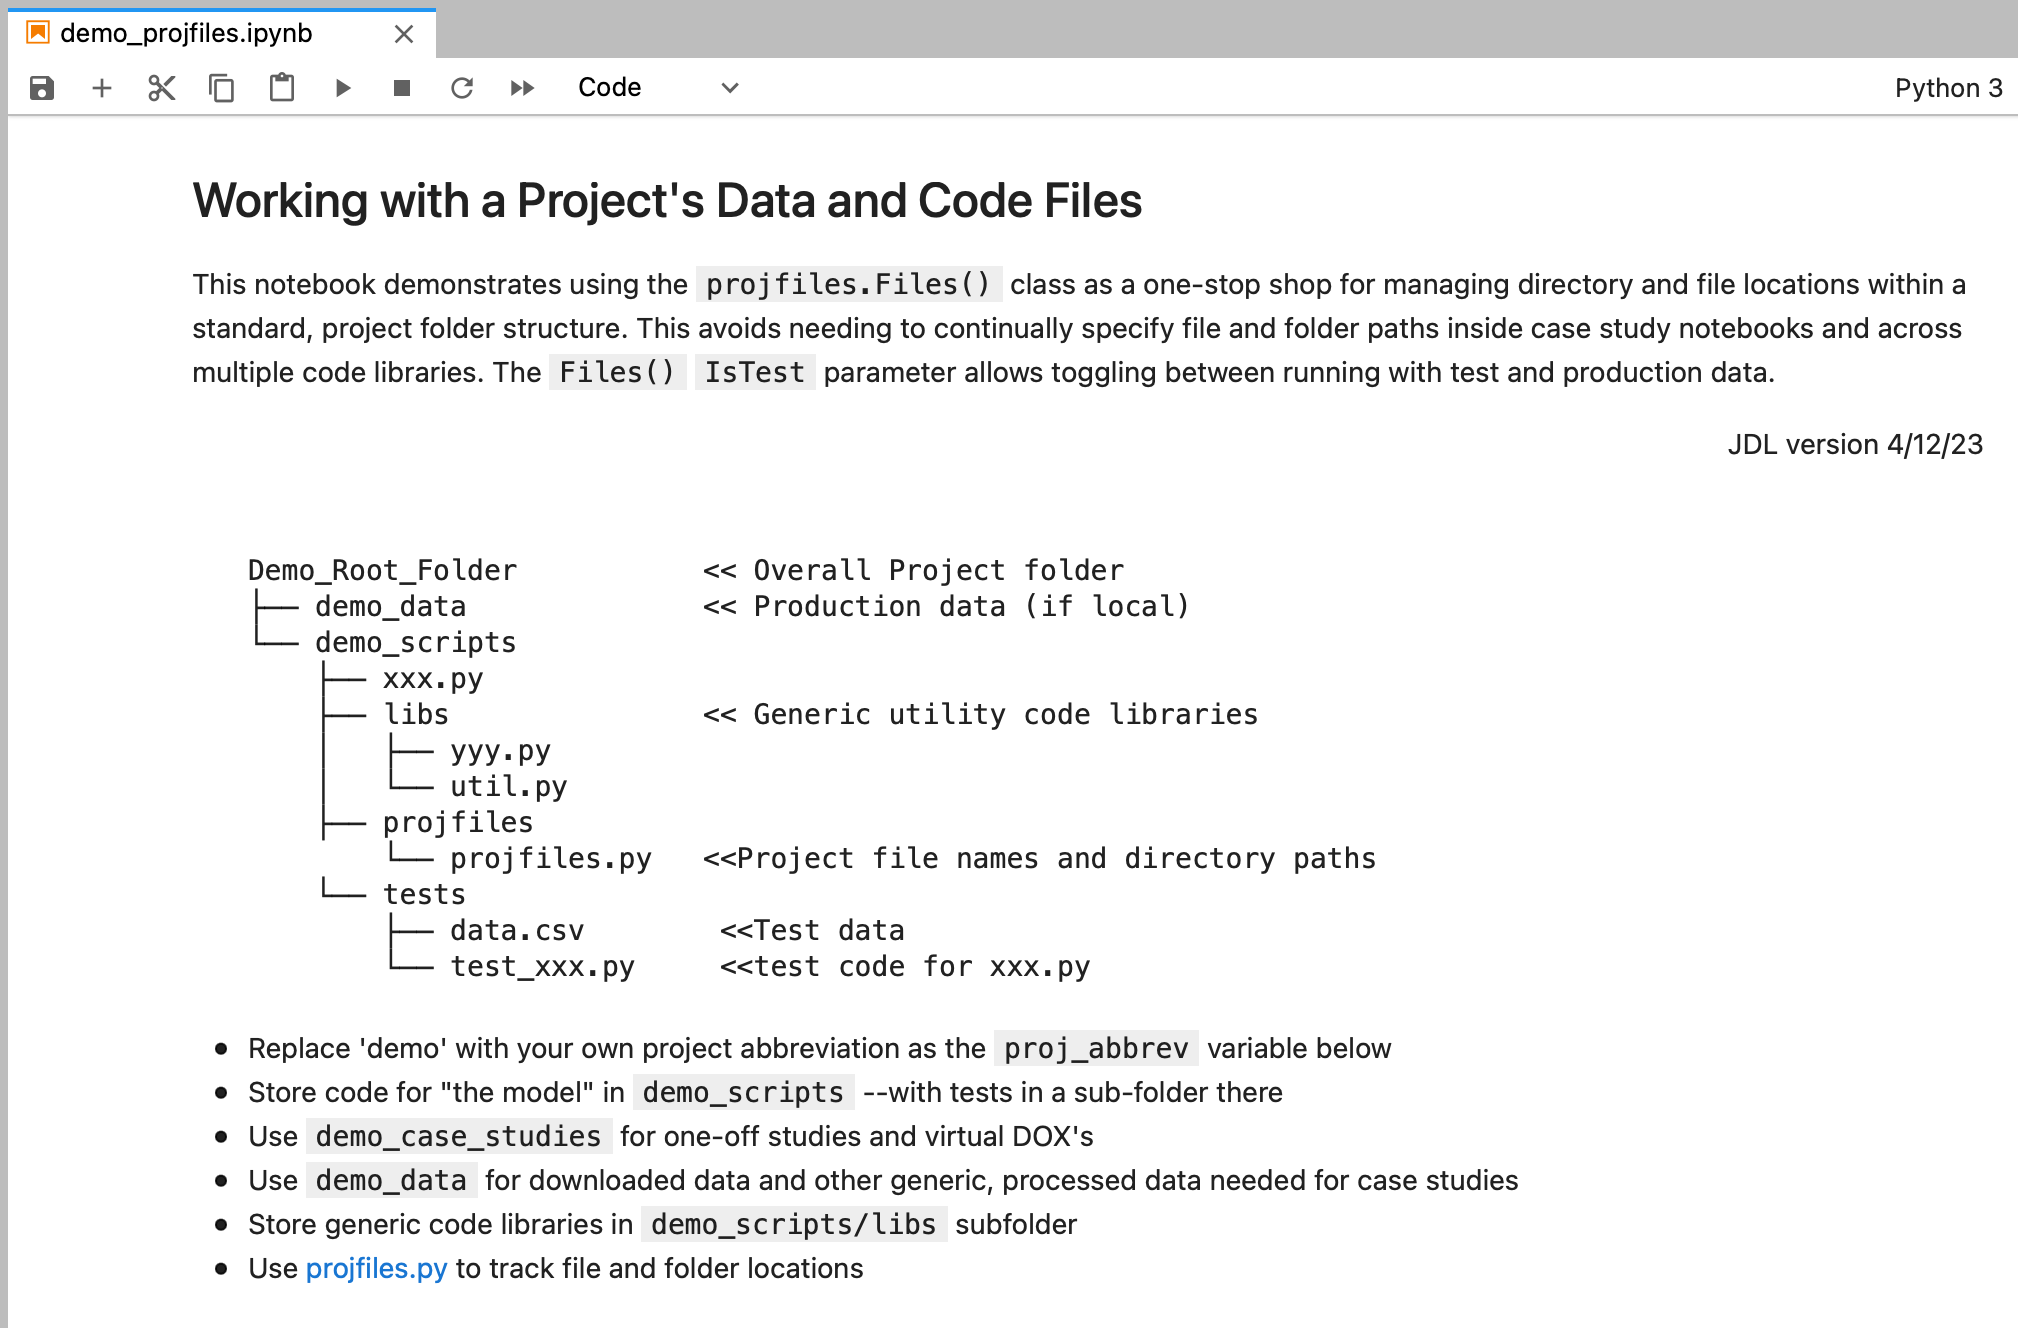 demo_projfiles.ipynb
Code
Python 3
Working with a Project's Data and Code Files
This notebook demonstrates using the projfiles.Files() class as a one-stop shop for managing directory and file locations within a
standard, project folder structure. This avoids needing to continually specify file and folder paths inside case study notebooks and across
multiple code libraries. The Files() IsTest parameter allows toggling between running with test and production data.
JDL version 4/12/23
Demo_Root_Folder           << Overall Project folder
├── demo_data              << Production data (if local)
└── demo_scripts
    ├── xxx.py
    ├── libs               << Generic utility code libraries
    │   ├── yyy.py
    │   └── util.py
    ├── projfiles
        └── projfiles.py   <<Project file names and directory paths
    └── tests
        ├── data.csv        <<Test data
        └── test_xxx.py     <<test code for xxx.py
• Replace 'demo' with your own project abbreviation as the proj_abbrev variable below
• Store code for "the model" in demo_scripts --with tests in a sub-folder there
• Use demo_case_studies for one-off studies and virtual DOX's
• Use demo_data for downloaded data and other generic, processed data needed for case studies
• Store generic code libraries in demo_scripts/libs subfolder
• Use projfiles.py to track file and folder locations